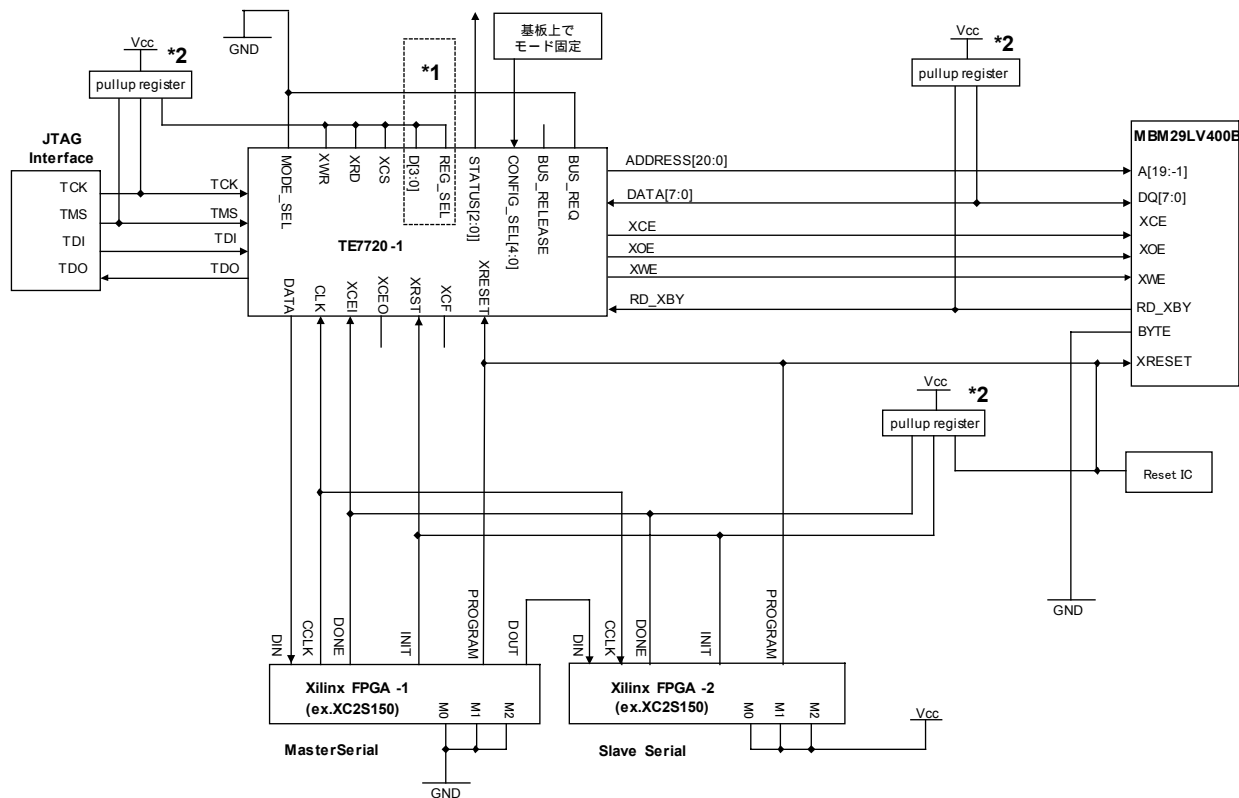 GND
Vcc
*2
pullup register
*1
基板上で
モード固定
Vcc
*2
pullup register
JTAG
Interface
TCK
TMS
TDI
TDO
TCK
TMS
TDI
TDO
MODE_SEL
XWR
XRD
XCS
D[3:0]
REG_SEL
STATUS[2:0]]
CONFIG_SEL[4:0]
BUS_RELEASE
BUS_REQ
TE7720-1
DATA
CLK
XCEI
XCEO
XRST
XCF
XRESET
ADDRESS[20:0]
DATA[7:0]
XCE
XOE
XWE
RD_XBY
MBM29LV400B
A[19:-1]
DQ[7:0]
XCE
XOE
XWE
RD_XBY
BYTE
XRESET
Vcc
*2
pullup register
Reset IC
GND
DIN
CCLK
DONE
INIT
PROGRAM
DOUT
DIN
CCLK
DONE
INIT
PROGRAM
Xilinx FPGA -1
(ex.XC2S150)
M0
M1
M2
Xilinx FPGA -2
(ex.XC2S150)
M0
M1
M2
Vcc
MasterSerial
Slave Serial
GND